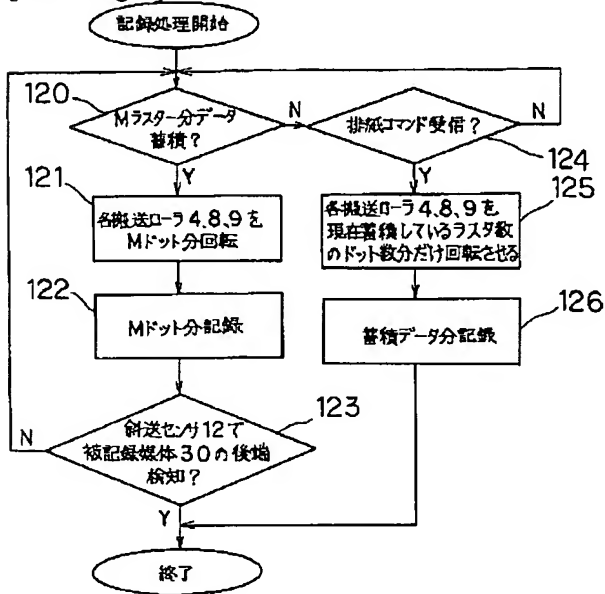 記録処理開始
120
Mラスター分データ
蓄積?
N
排紙コマンド受信?
N
124
Y
Y
121
各搬送ローラ4、8、9を
Mドット分回転
各搬送ローラ4、8、9を
現在蓄積しているラスタ数
のドット数分だけ回転させる
125
122
Mドット分記録
蓄積データ分記録
126
123
斜送センサ12で
被記録媒体30の後端
検知?
N
Y
終了